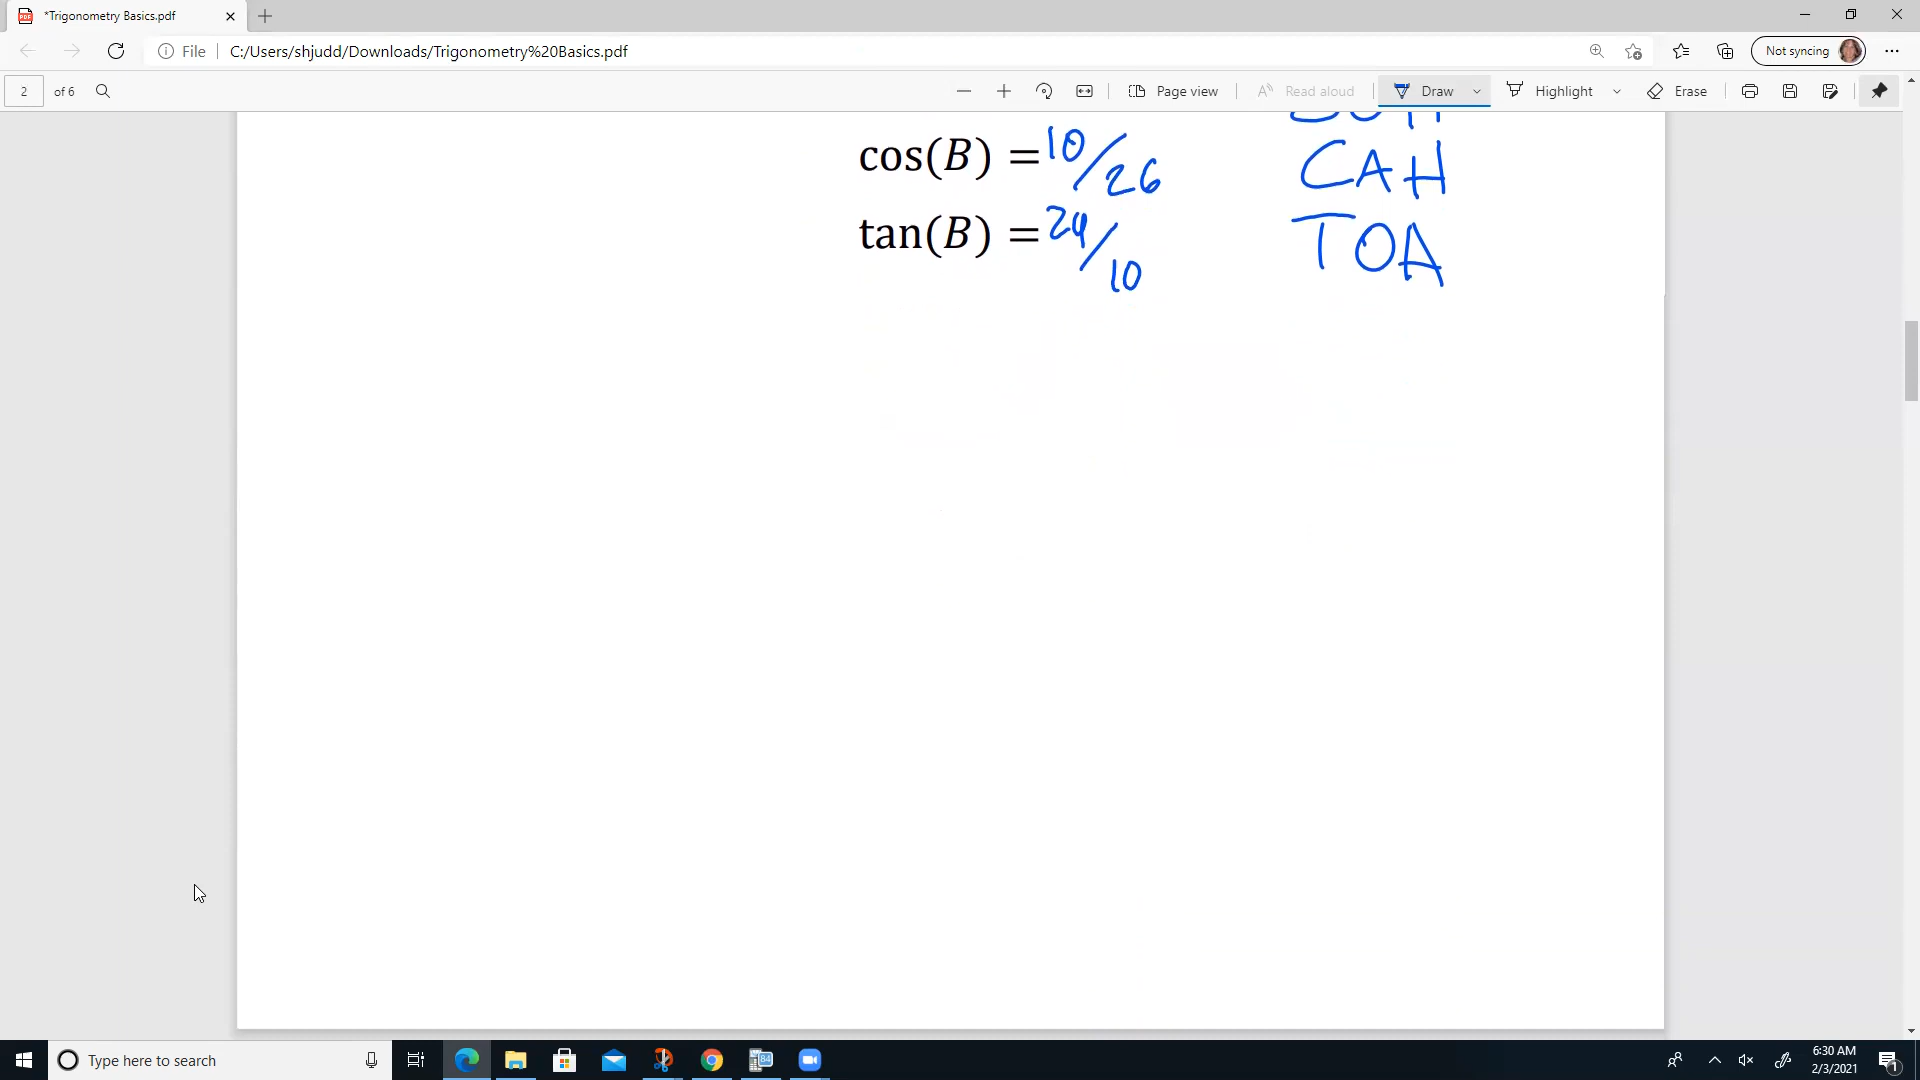 *Trigonometry Basics.pdf
File C:/Users/shjudd/Downloads/Trigonometry%20Basics.pdf
Not syncing
2 of 6
Page view
Read aloud
Draw
Highlight
Erase
cos(B) = 10/26
CAH
tan(B) = 24/10
TOA
Type here to search
84
6:30 AM
2/3/2021
1